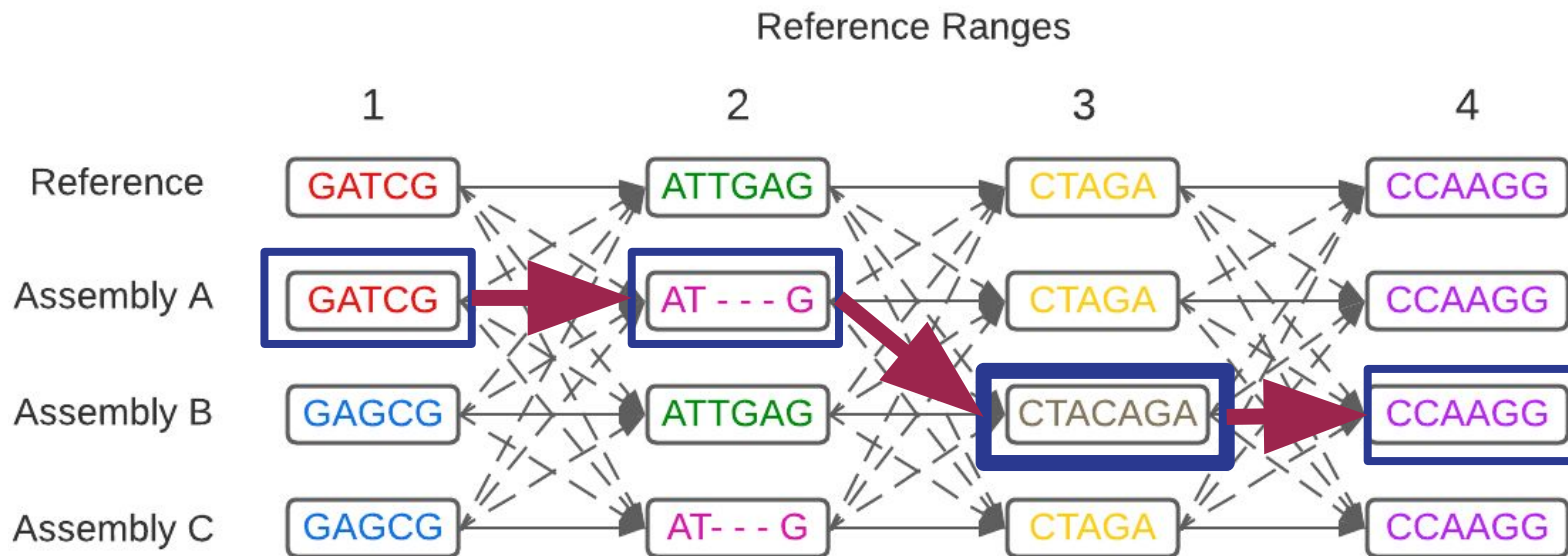 Reference Ranges
1 2 3 4
Reference GATCG ATTGAG CTAGA CCAAGG
Assembly A GATCG AT - - - G CTAGA CCAAGG
Assembly B GAGCG ATTGAG CTACAGA CCAAGG
Assembly C GAGCG AT- - - G CTAGA CCAAGG